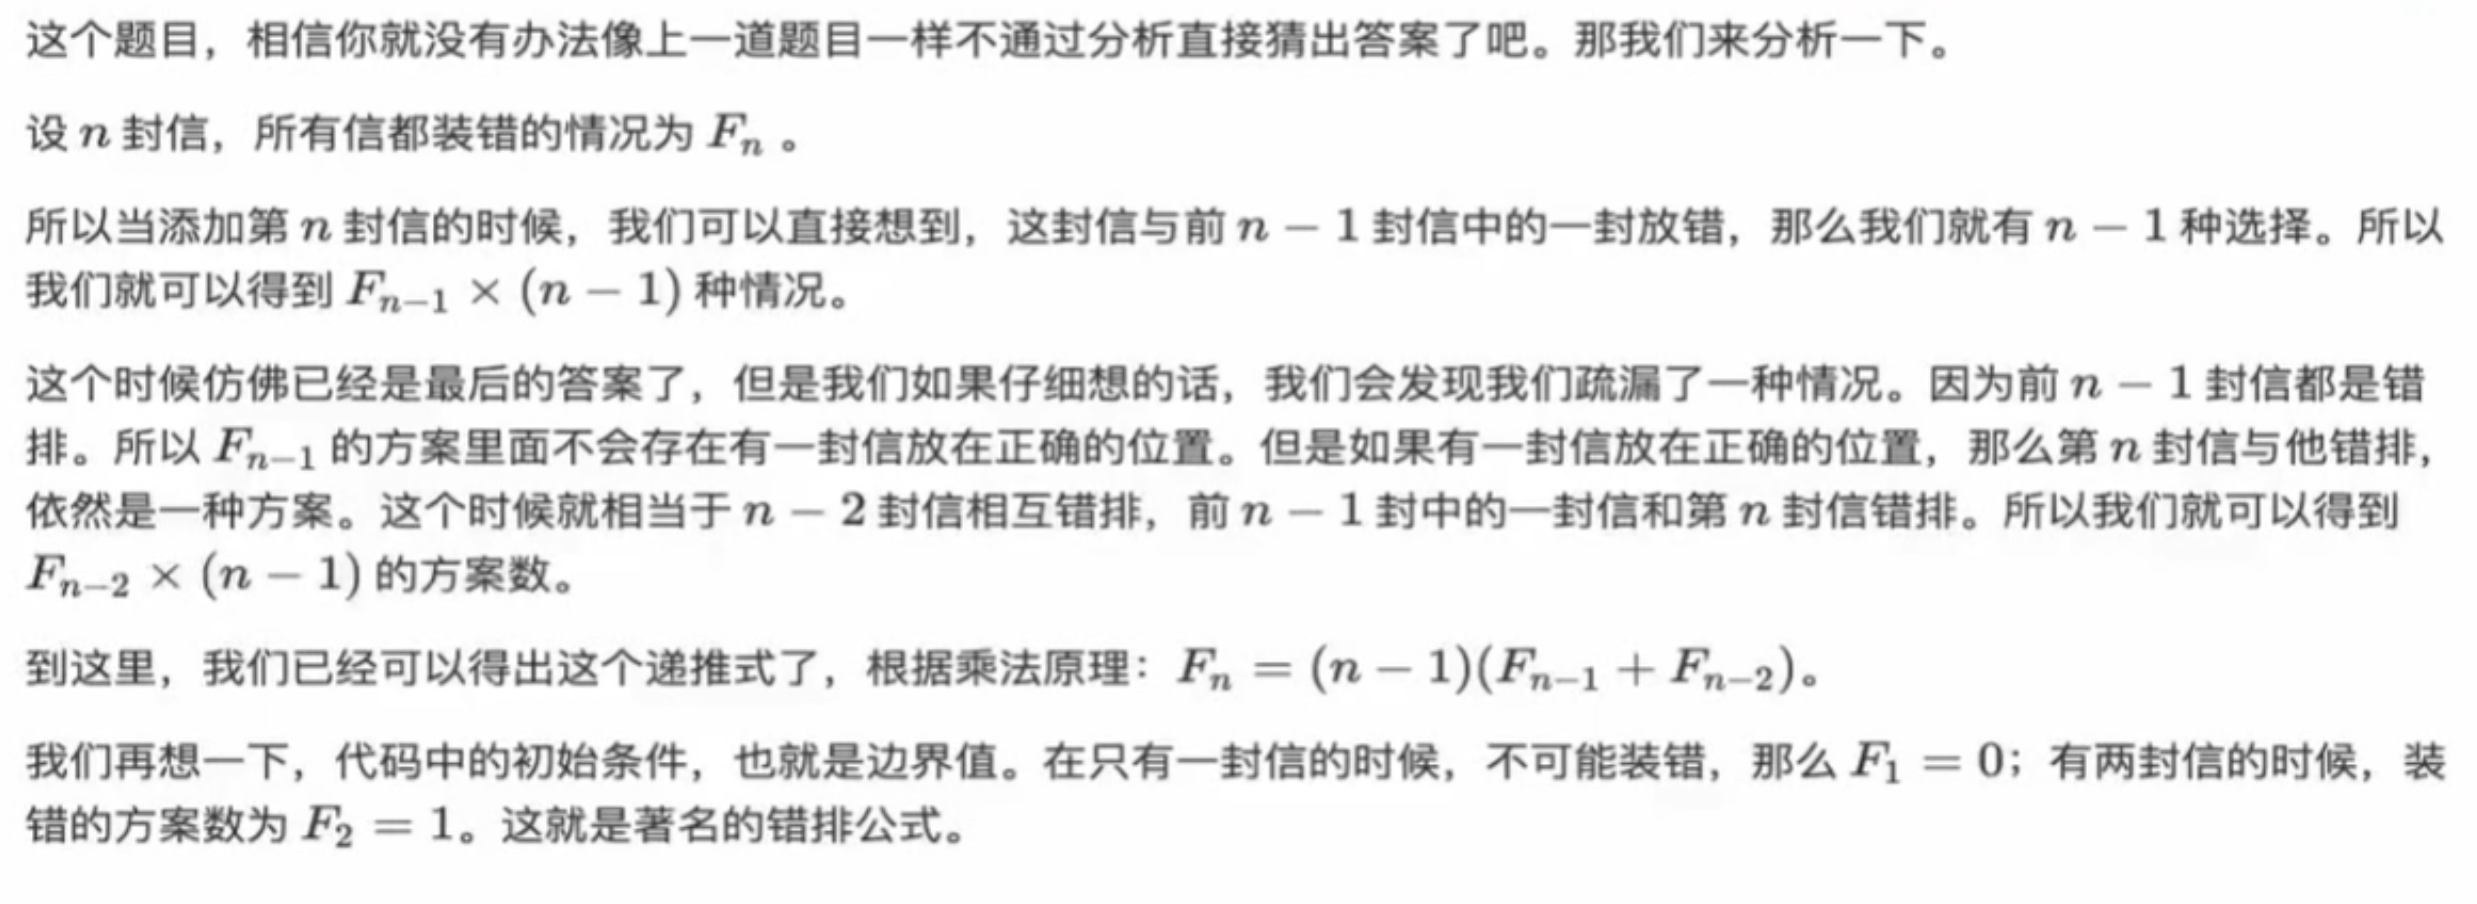 这个题目，相信你就没有办法像上一道题目一样不通过分析直接猜出答案了吧。那我们来分析一下。
设 n 封信，所有信都装错的情况为 Fₙ 。
所以当添加第 n 封信的时候，我们可以直接想到，这封信与前 n − 1 封信中的一封放错，那么我们就有 n − 1 种选择。所以
我们就可以得到 Fₙ₋₁ × (n − 1) 种情况。
这个时候仿佛已经是最后的答案了，但是我们如果仔细想的话，我们会发现我们疏漏了一种情况。因为前 n − 1 封信都是错
排。所以 Fₙ₋₁ 的方案里面不会存在有一封信放在正确的位置。但是如果有一封信放在正确的位置，那么第 n 封信与他错排，
依然是一种方案。这个时候就相当于 n − 2 封信相互错排，前 n − 1 封中的一封信和第 n 封信错排。所以我们就可以得到
Fₙ₋₂ × (n − 1) 的方案数。
到这里，我们已经可以得出这个递推式了，根据乘法原理：Fₙ = (n − 1)(Fₙ₋₁ + Fₙ₋₂)。
我们再想一下，代码中的初始条件，也就是边界值。在只有一封信的时候，不可能装错，那么 F₁ = 0；有两封信的时候，装
错的方案数为 F₂ = 1。这就是著名的错排公式。